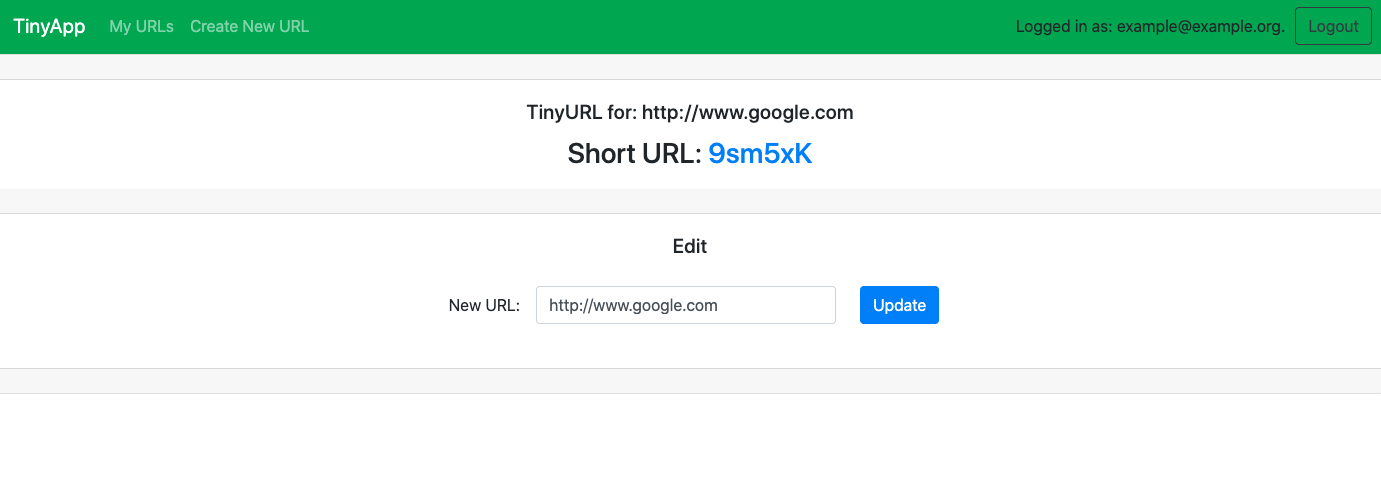 TinyApp My URLs Create New URL Logged in as: example@example.org. Logout
TinyURL for: http://www.google.com
Short URL: 9sm5xK
Edit
New URL: http://www.google.com Update